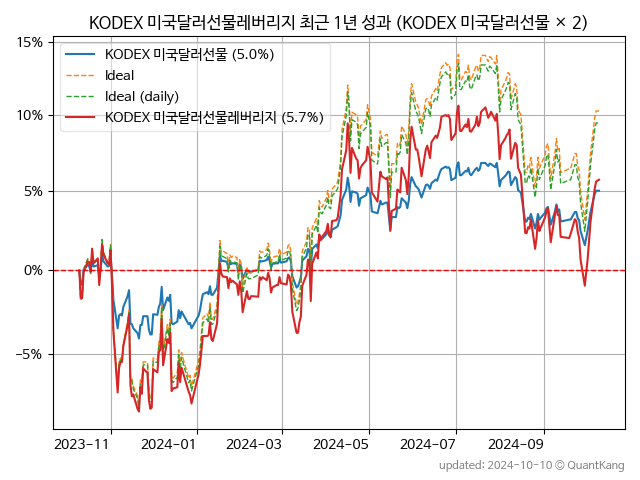 KODEX 미국달러선물레버리지 최근 1년 성과 (KODEX 미국달러선물 × 2)
15%
10%
5%
0%
−5%
KODEX 미국달러선물 (5.0%)
Ideal
Ideal (daily)
KODEX 미국달러선물레버리지 (5.7%)
2023-11 2024-01 2024-03 2024-05 2024-07 2024-09
updated: 2024-10-10 © QuantKang